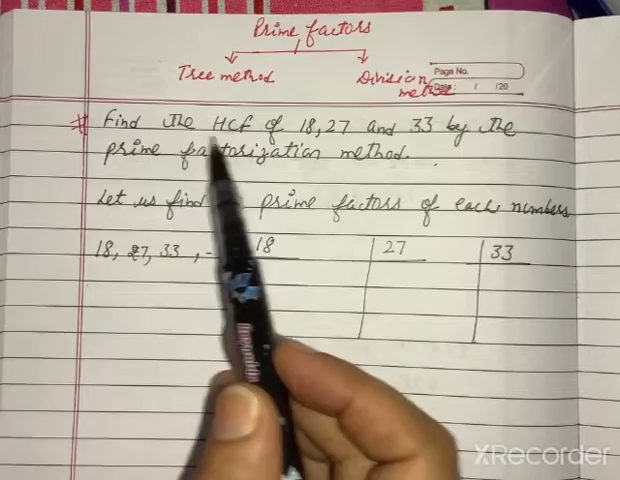 Prime factors
Tree method
Division method
Page No.
Date: / /20
# Find the HCF of 18, 27 and 33 by the
prime factorization method.
Let us find prime factors of each numbers
18, 27, 33, - 18 27 33
XRecorder